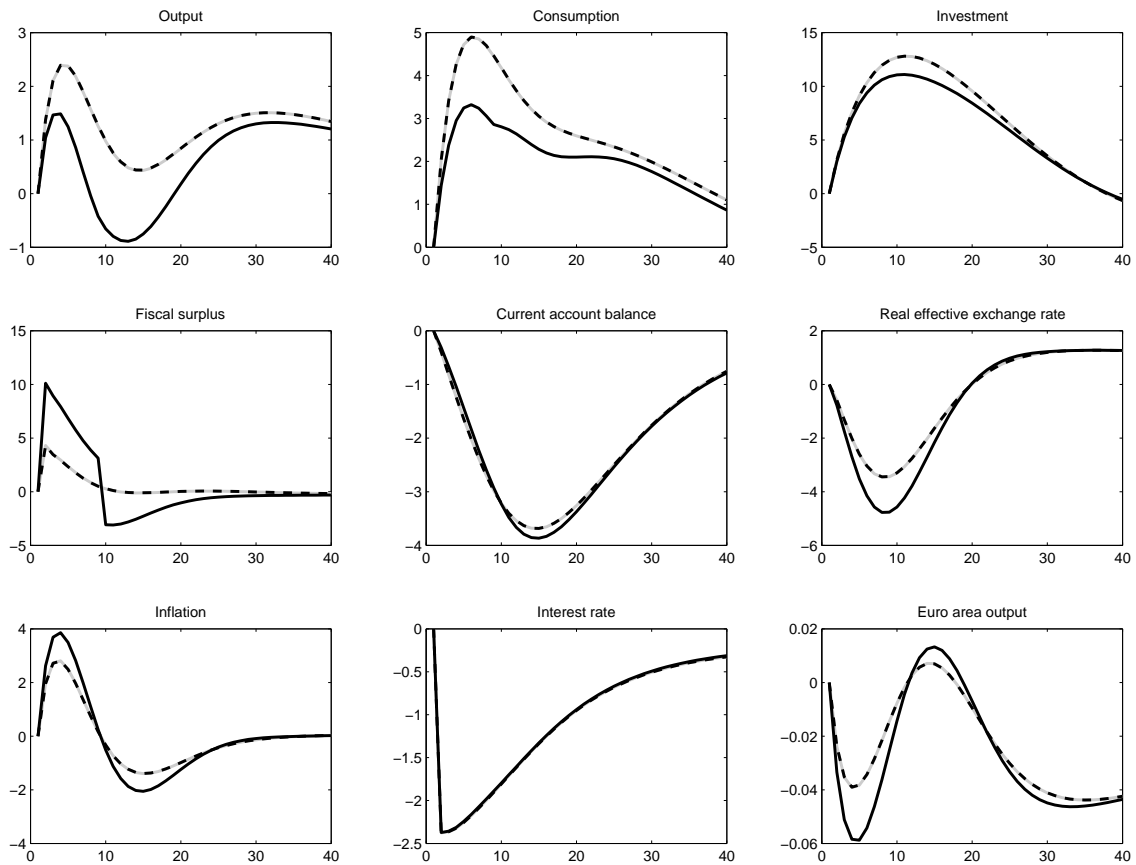 Output
3
2
1
0
−1
0 10 20 30 40
Consumption
5
4
3
2
1
0
0 10 20 30 40
Investment
15
10
5
0
−5
0 10 20 30 40
Fiscal surplus
15
10
5
0
−5
0 10 20 30 40
Current account balance
0
−1
−2
−3
−4
0 10 20 30 40
Real effective exchange rate
2
0
−2
−4
−6
0 10 20 30 40
Inflation
4
2
0
−2
−4
0 10 20 30 40
Interest rate
0
−0.5
−1
−1.5
−2
−2.5
0 10 20 30 40
Euro area output
0.02
0
−0.02
−0.04
−0.06
0 10 20 30 40